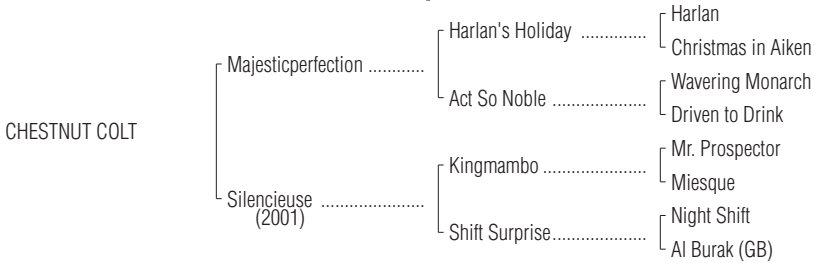 Harlan
Harlan's Holiday ..............
Christmas in Aiken
Majesticperfection ............
Wavering Monarch
Act So Noble ....................
Driven to Drink
CHESTNUT COLT
Mr. Prospector
Kingmambo ......................
Miesque
Silencieuse ......................
(2001)
Night Shift
Shift Surprise....................
Al Burak (GB)